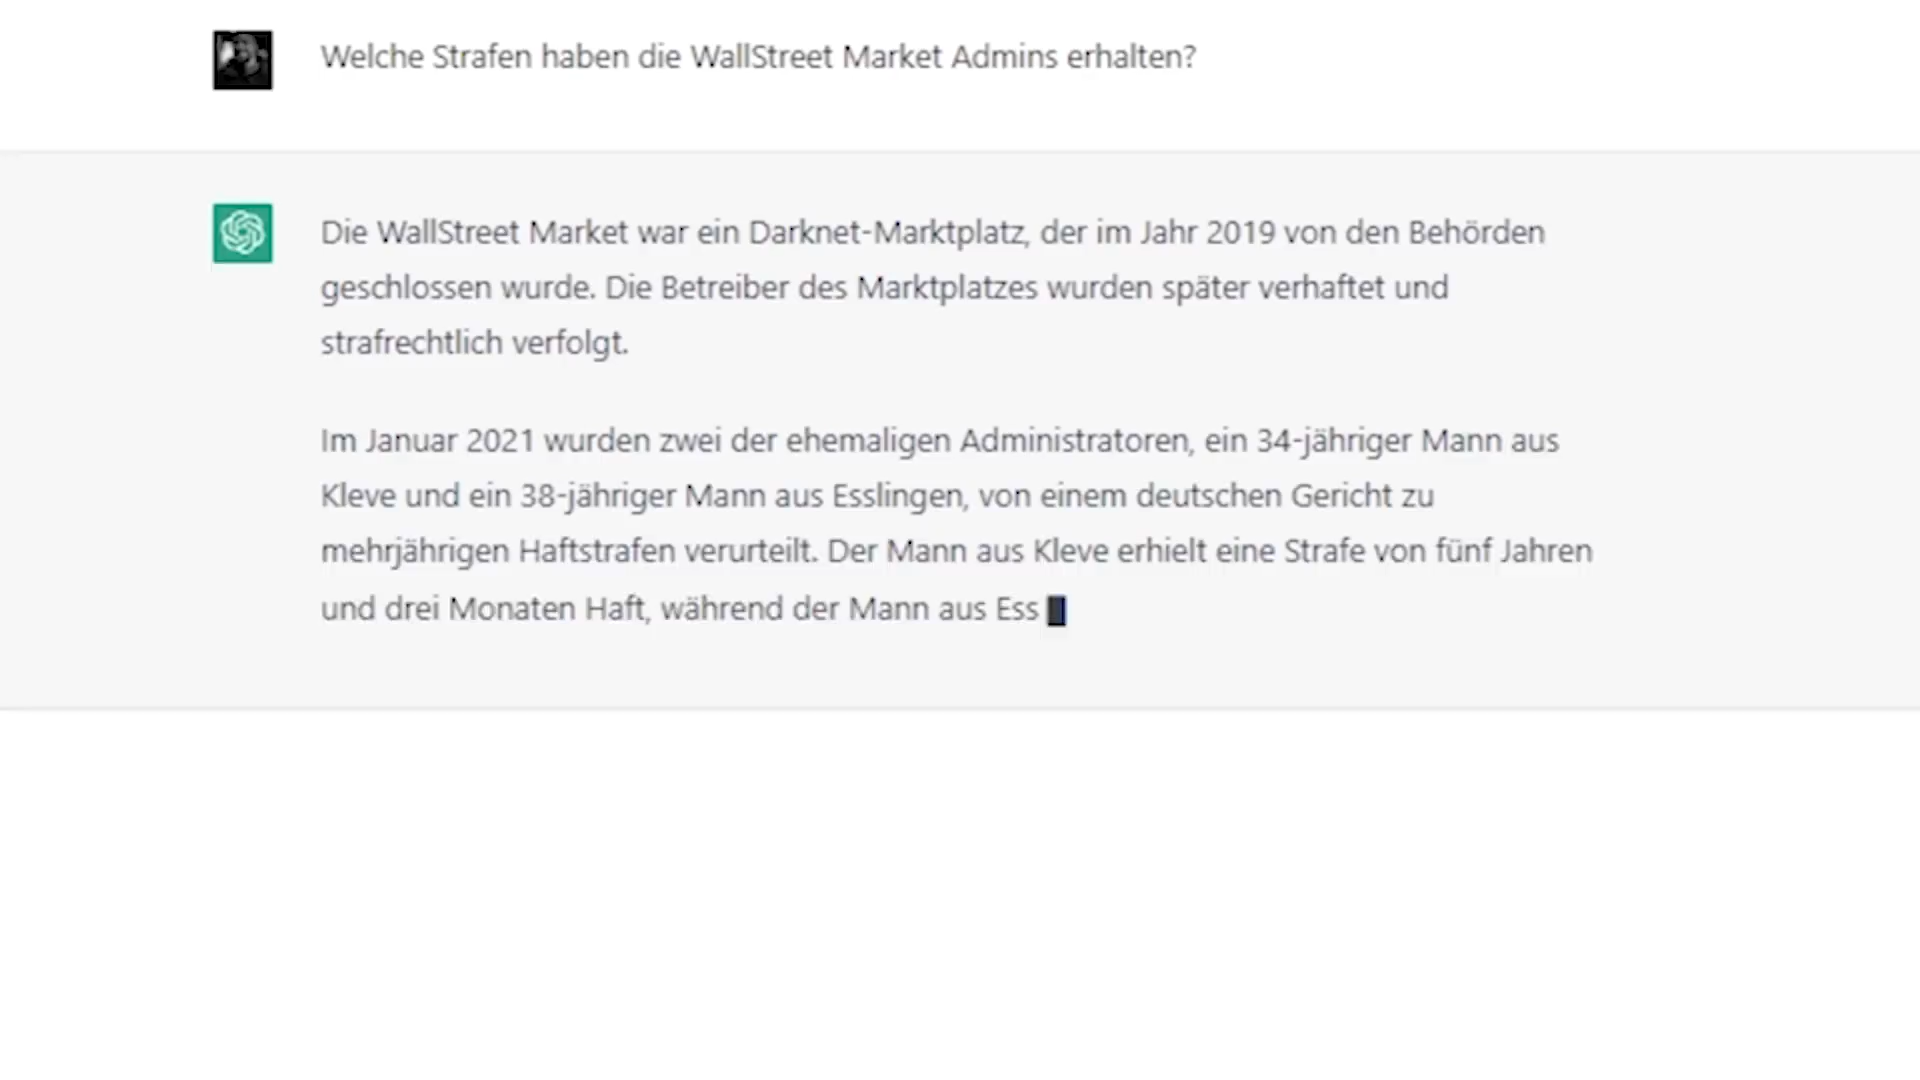 Welche Strafen haben die WallStreet Market Admins erhalten?
Die WallStreet Market war ein Darknet-Marktplatz, der im Jahr 2019 von den Behörden
geschlossen wurde. Die Betreiber des Marktplatzes wurden später verhaftet und
strafrechtlich verfolgt.
Im Januar 2021 wurden zwei der ehemaligen Administratoren, ein 34-jähriger Mann aus
Kleve und ein 38-jähriger Mann aus Esslingen, von einem deutschen Gericht zu
mehrjährigen Haftstrafen verurteilt. Der Mann aus Kleve erhielt eine Strafe von fünf Jahren
und drei Monaten Haft, während der Mann aus Ess